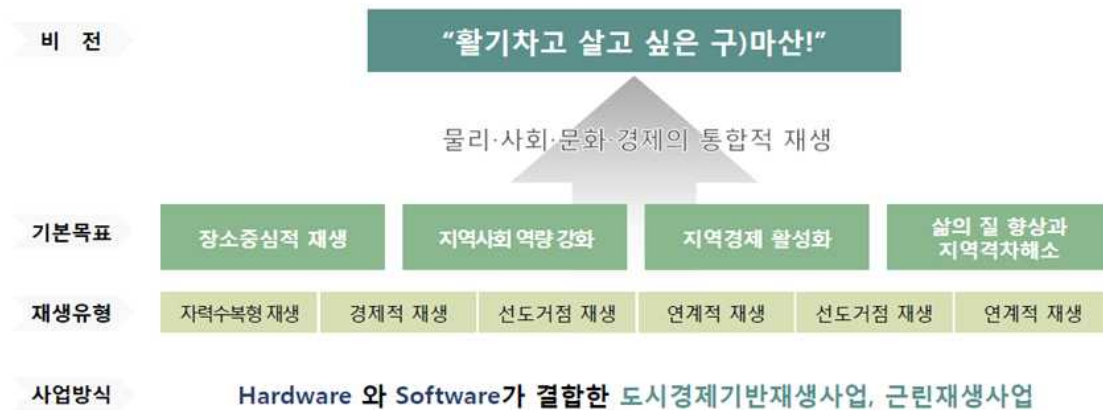 비 전
“활기차고 살고 싶은 구)마산!”
물리·사회·문화·경제의 통합적 재생
기본목표
장소중심적 재생
지역사회 역량 강화
지역경제 활성화
삶의 질 향상과
지역격차해소
재생유형
자력수복형 재생
경제적 재생
선도거점 재생
연계적 재생
선도거점 재생
연계적 재생
사업방식
Hardware 와 Software가 결합한 도시경제기반재생사업, 근린재생사업